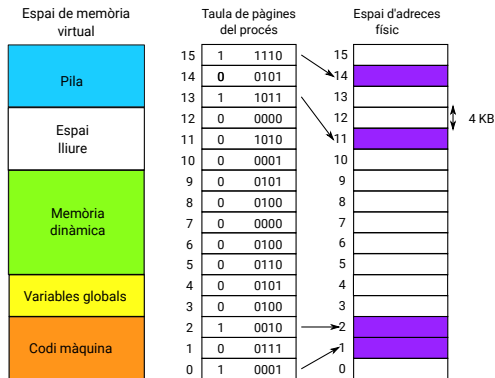 Espai de memòria
virtual
Pila
Espai
lliure
Memòria
dinàmica
Variables globals
Codi màquina
Taula de pàgines
del procés
15 1 1110
14 0 0101
13 1 1011
12 0 0000
11 0 1010
10 0 0001
9 0 0101
8 0 0100
7 0 0000
6 0 0100
5 0 0110
4 0 0101
3 0 0100
2 1 0010
1 0 0111
0 1 0001
Espai d'adreces
físic
15
14
13
12
11
10
9
8
7
6
5
4
3
2
1
0
4 KB